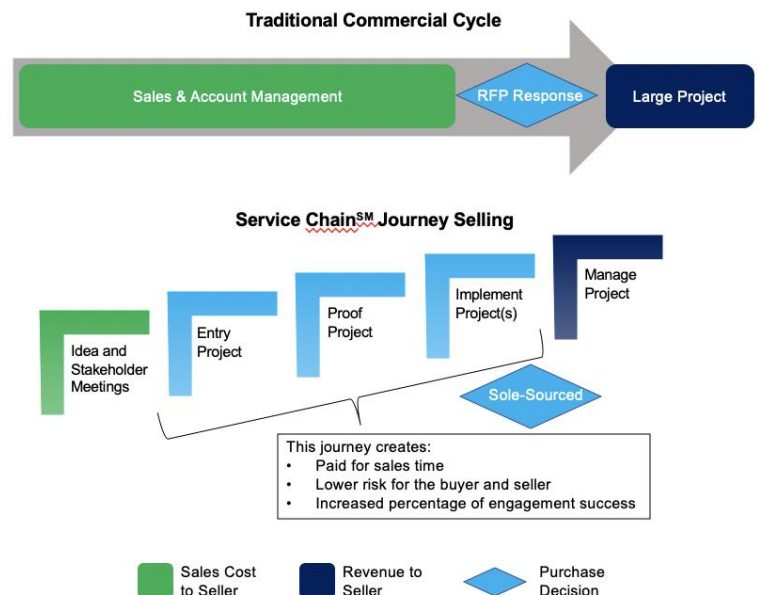 Traditional Commercial Cycle
Sales & Account Management
RFP Response
Large Project
Service Chain℠ Journey Selling
Idea and
Stakeholder
Meetings
Entry
Project
Proof
Project
Implement
Project(s)
Manage
Project
Sole-Sourced
This journey creates:
• Paid for sales time
• Lower risk for the buyer and seller
• Increased percentage of engagement success
Sales Cost
to Seller
Revenue to
Seller
Purchase
Decision